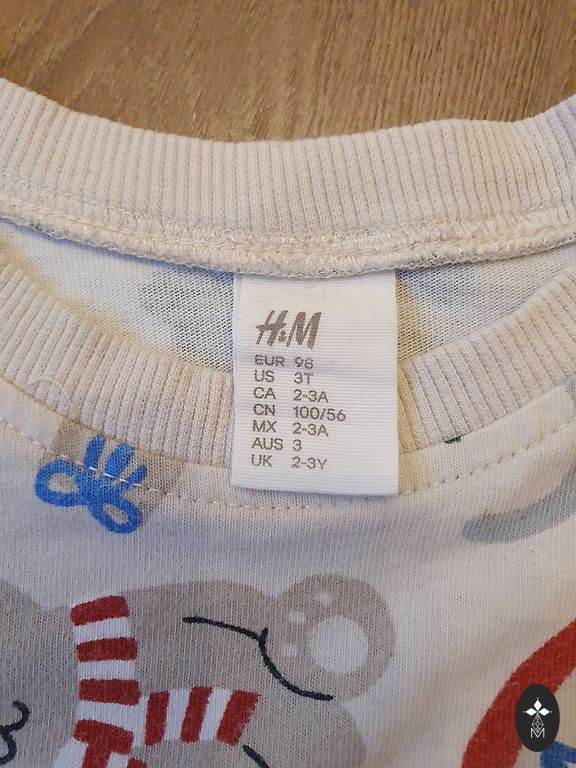 H&M
EUR 98
US 3T
CA 2-3A
CN 100/56
MX 2-3A
AUS 3
UK 2-3Y
M